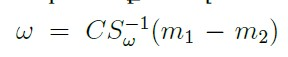 ω = CS_ω^{-1}(m_1 − m_2)